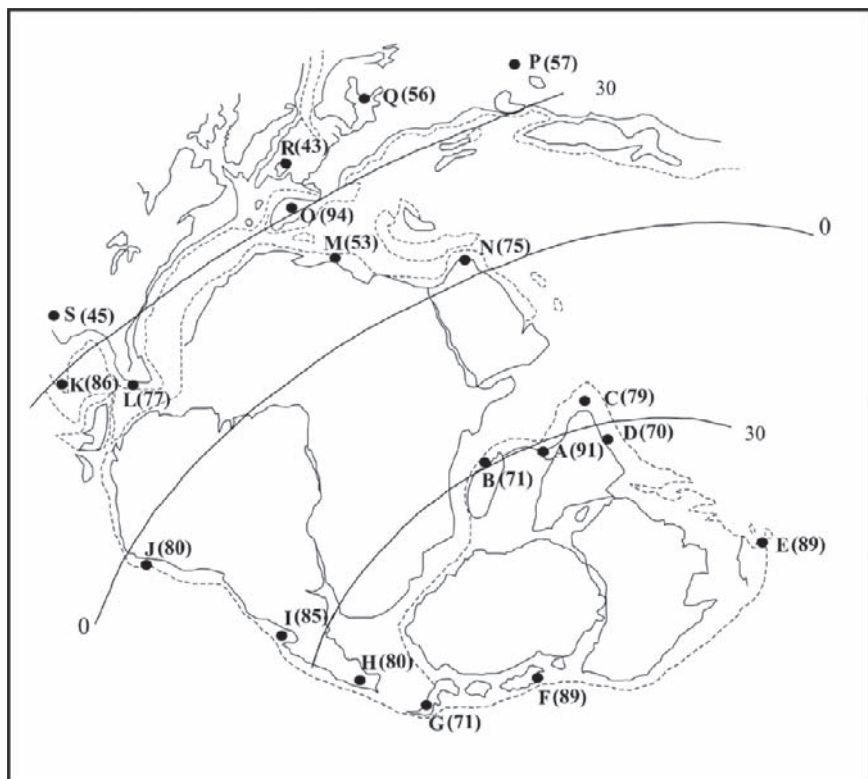 P (57)
30
Q (56)
R (43)
O (94)
M (53)
N (75)
0
S (45)
K (86)
L (77)
C (79)
D (70)
30
A (91)
B (71)
E (89)
J (80)
0
I (85)
H (80)
F (89)
G (71)